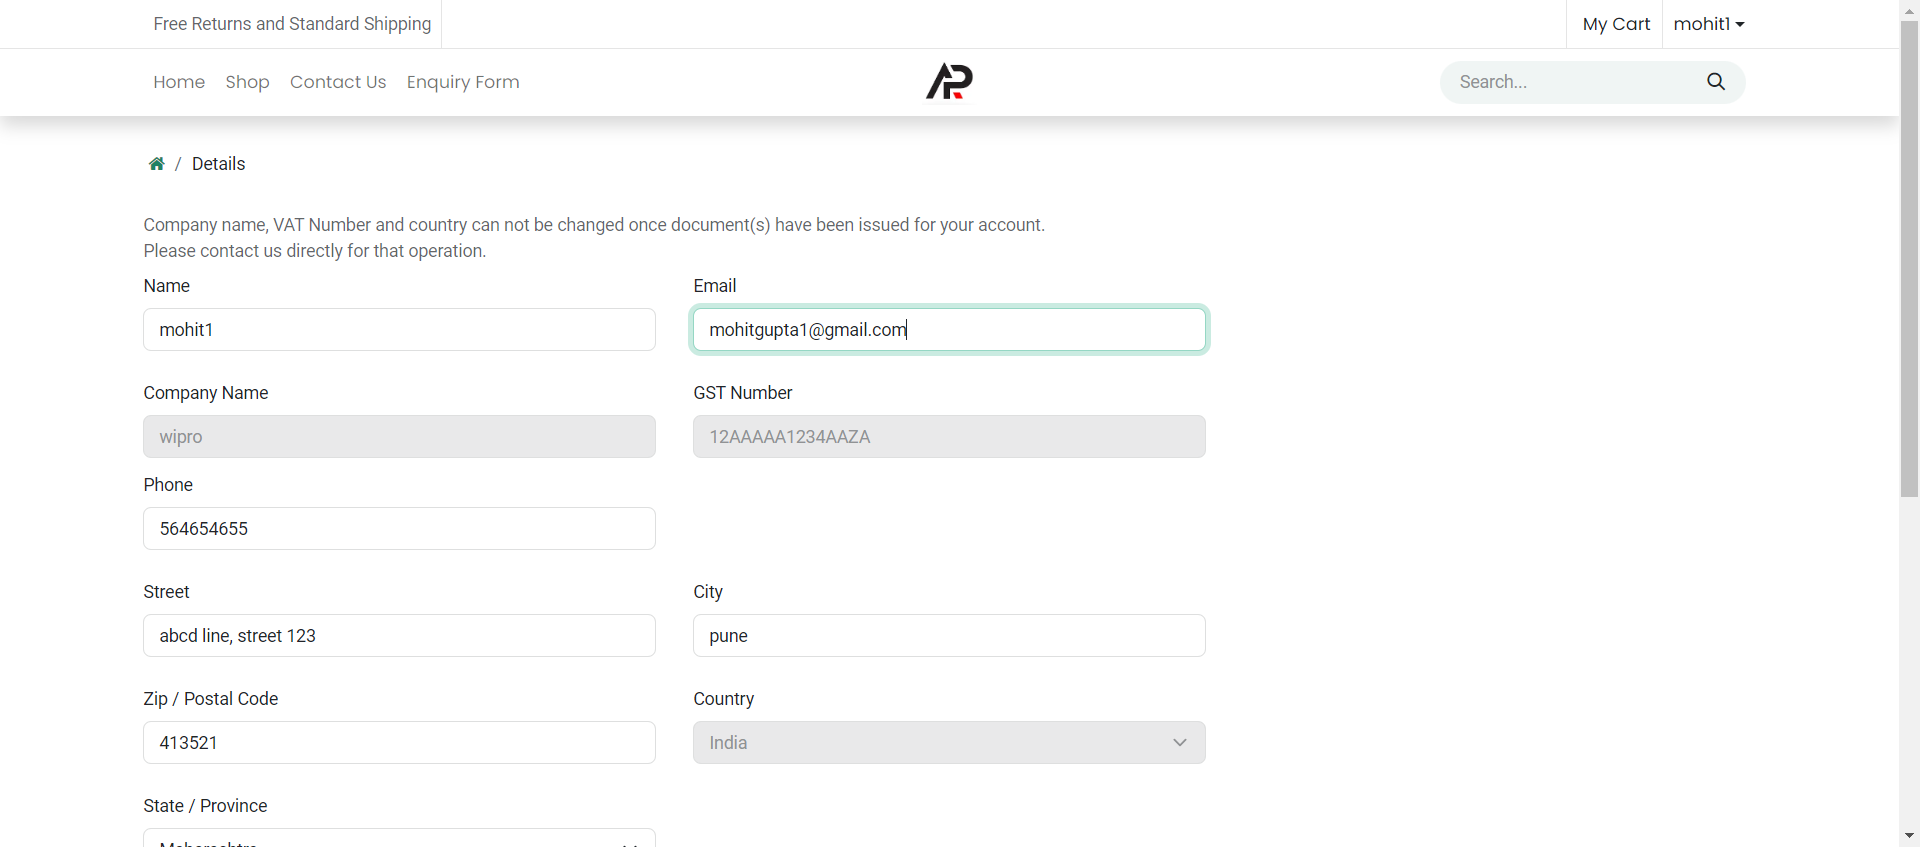 Free Returns and Standard Shipping
My Cart
mohit1
Home Shop Contact Us Enquiry Form
AR
Search...
/ Details
Company name, VAT Number and country can not be changed once document(s) have been issued for your account.
Please contact us directly for that operation.
Name
Email
mohit1
mohitgupta1@gmail.com
Company Name
GST Number
wipro
12AAAAA1234AAZA
Phone
564654655
Street
City
abcd line, street 123
pune
Zip / Postal Code
Country
413521
India
State / Province
Maharashtra